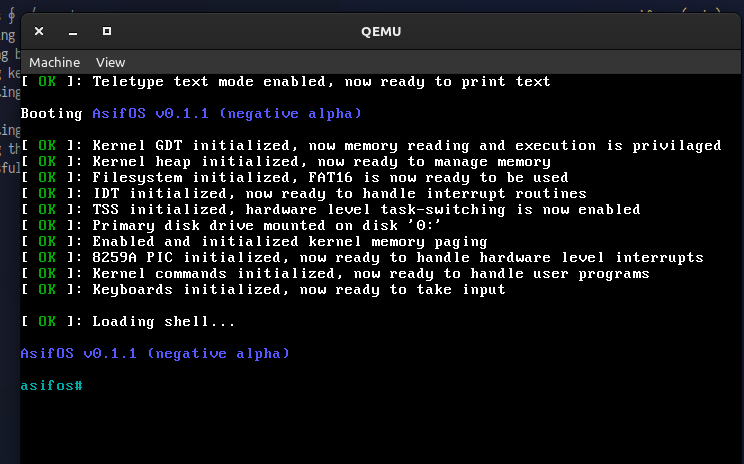 QEMU
Machine View
[ OK ]: Teletype text mode enabled, now ready to print text
Booting AsifOS v0.1.1 (negative alpha)
[ OK ]: Kernel GDT initialized, now memory reading and execution is privilaged
[ OK ]: Kernel heap initialized, now ready to manage memory
[ OK ]: Filesystem initialized, FAT16 is now ready to be used
[ OK ]: IDT initialized, now ready to handle interrupt routines
[ OK ]: TSS initialized, hardware level task-switching is now enabled
[ OK ]: Primary disk drive mounted on disk '0:'
[ OK ]: Enabled and initialized kernel memory paging
[ OK ]: 8259A PIC initialized, now ready to handle hardware level interrupts
[ OK ]: Kernel commands initialized, now ready to handle user programs
[ OK ]: Keyboards initialized, now ready to take input
[ OK ]: Loading shell...
AsifOS v0.1.1 (negative alpha)
asifos#